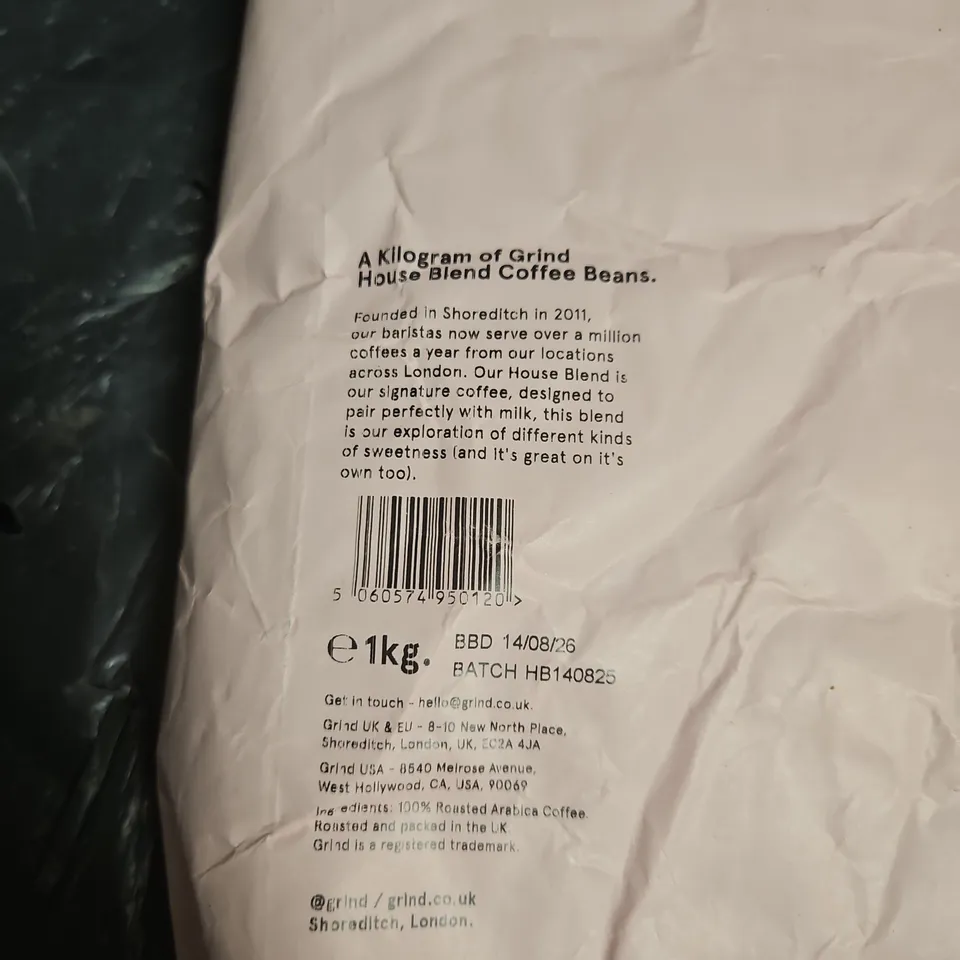 A Kilogram of Grind
House Blend Coffee Beans.
Founded in Shoreditch in 2011,
our baristas now serve over a million
coffees a year from our locations
across London. Our House Blend is
our signature coffee, designed to
pair perfectly with milk, this blend
is our exploration of different kinds
of sweetness (and it's great on it's
own too).
5 060574 950120 >
℮ 1kg.
BBD 14/08/26
BATCH HB140825
Get in touch - hello@grind.co.uk.
Grind UK & EU - 8-10 New North Place,
Shoreditch, London, UK, EC2A 4JA
Grind USA - 8540 Melrose Avenue,
West Hollywood, CA, USA, 90069
Ingredients: 100% Roasted Arabica Coffee.
Roasted and packed in the UK.
Grind is a registered trademark.
@grind / grind.co.uk
Shoreditch, London.